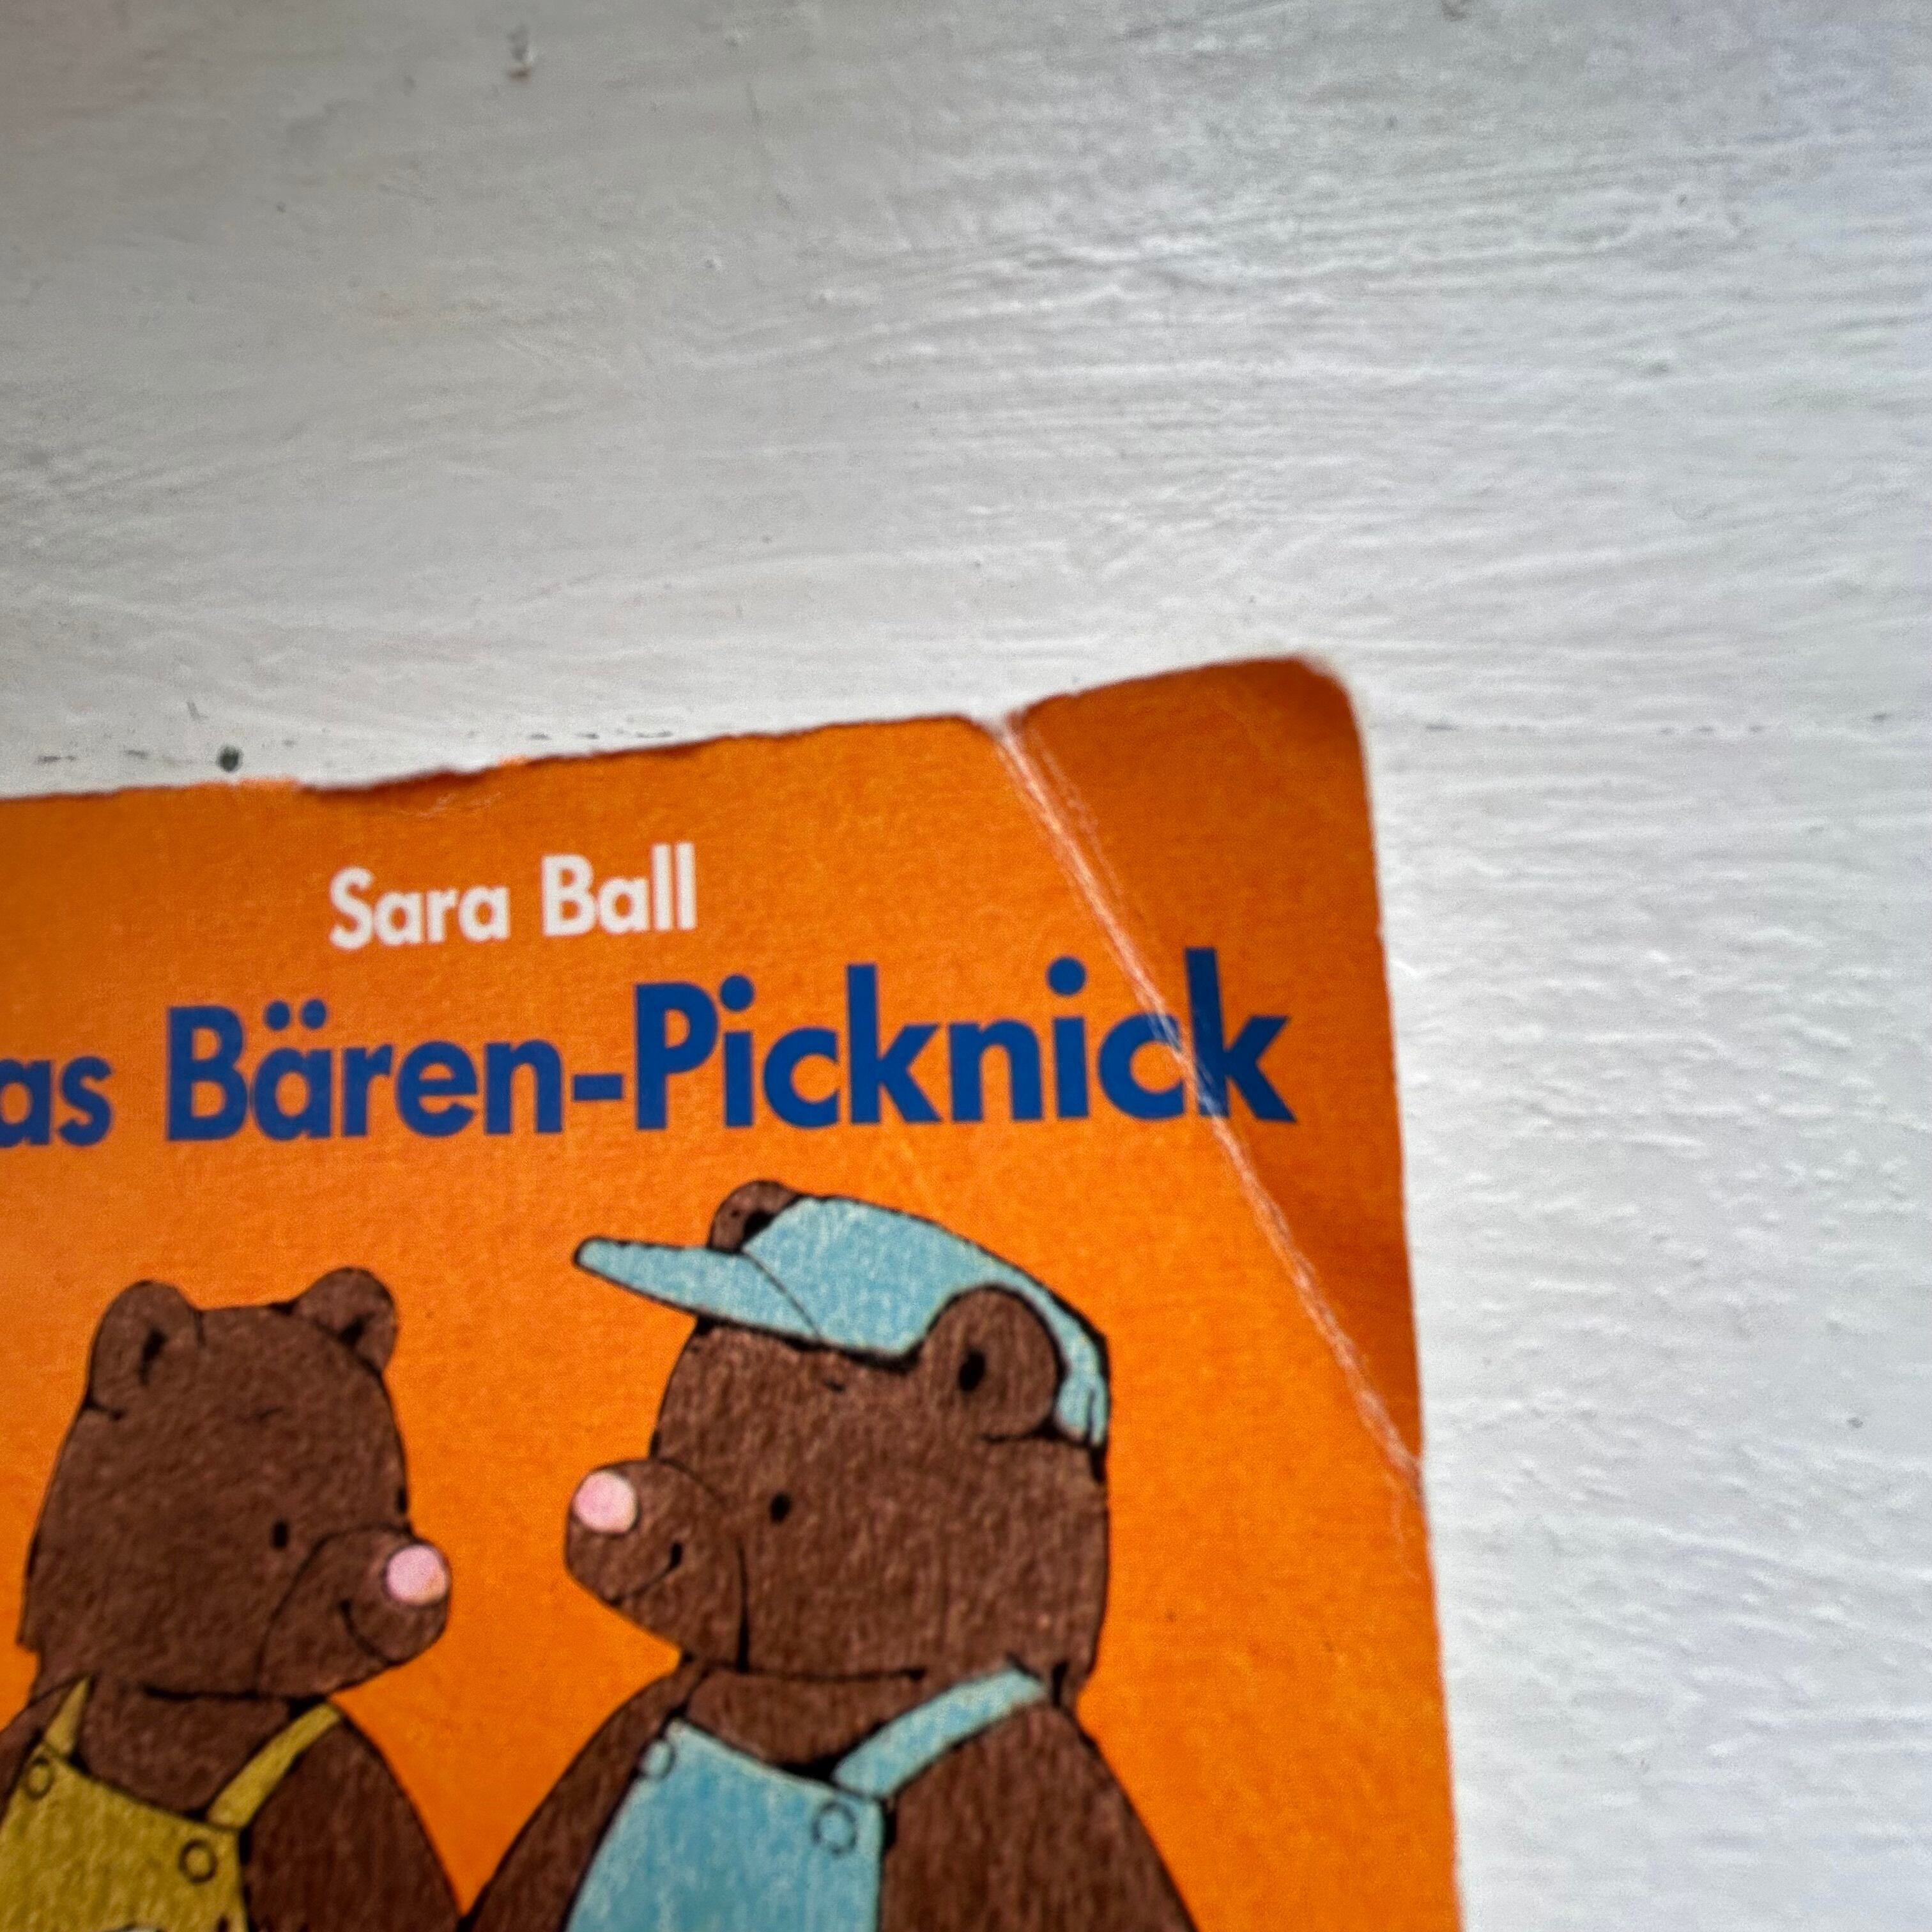 Sara Ball
as Bären-Picknick